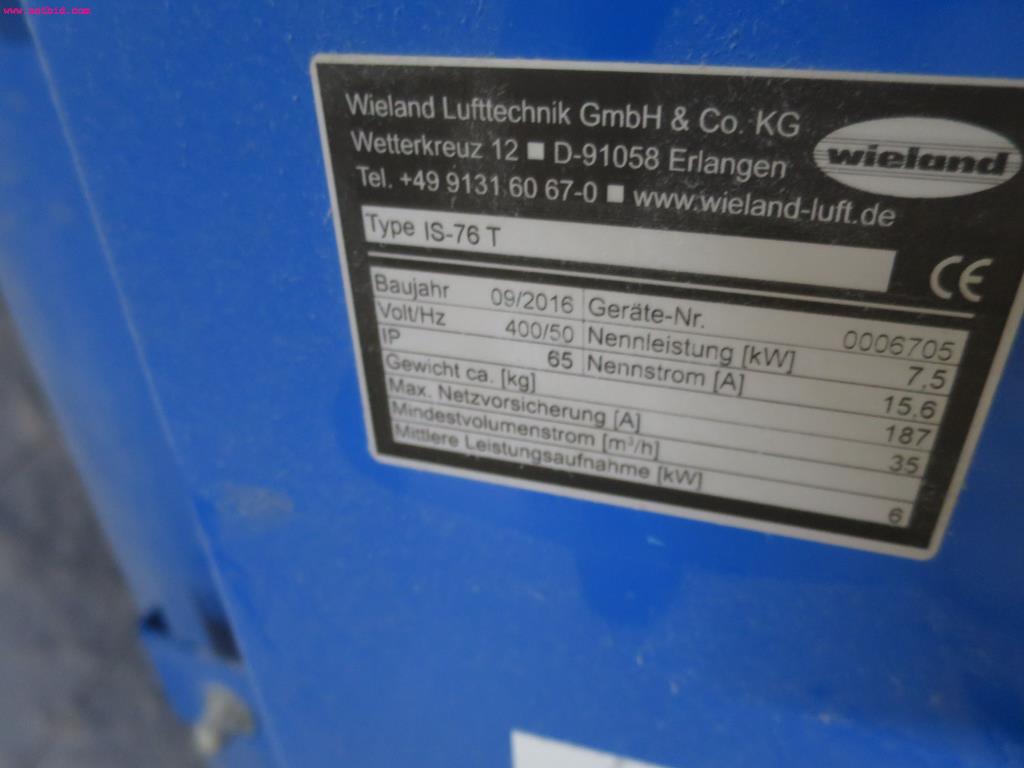 www.netbid.com
Wieland Lufttechnik GmbH & Co. KG
Wetterkreuz 12 ■ D-91058 Erlangen
Tel. +49 9131 60 67-0 ■ www.wieland-luft.de
wieland
Type IS-76 T
CE
Baujahr 09/2016 Geräte-Nr. 0006705
Volt/Hz 400/50 Nennleistung [kW] 7,5
IP 65 Nennstrom [A] 15,6
Gewicht ca. [kg] 187
Max. Netzvorsicherung [A] 35
Mindestvolumenstrom [m³/h]
Mittlere Leistungsaufnahme [kW] 6